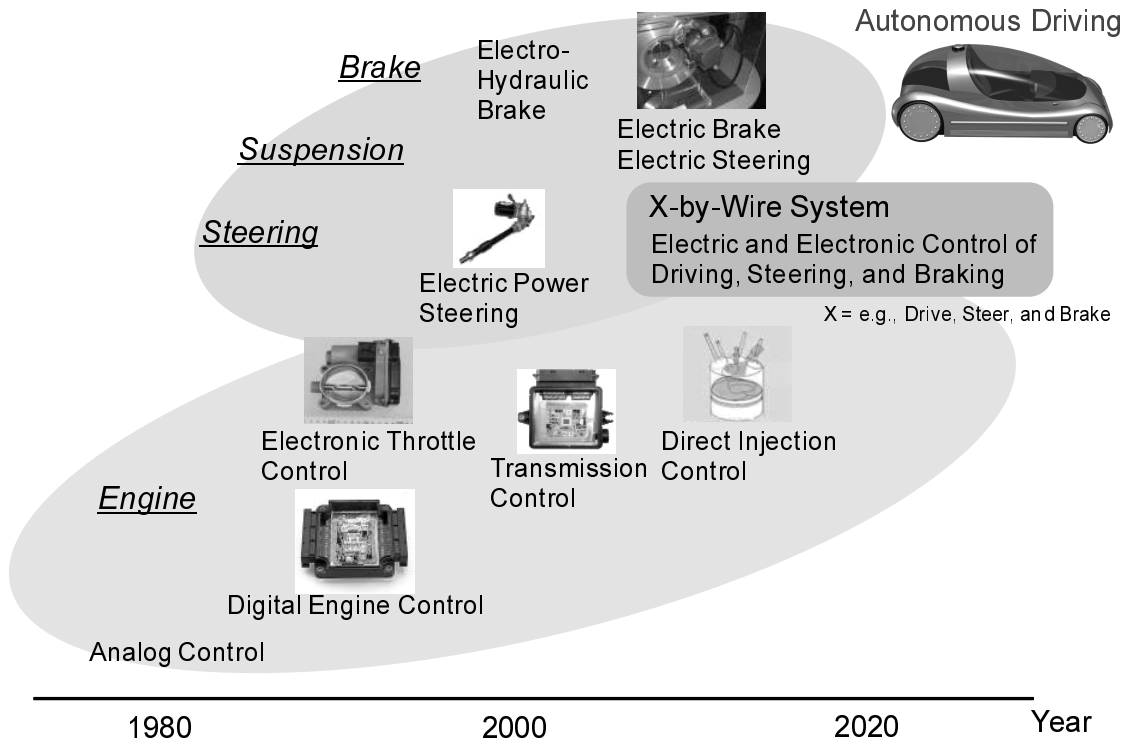 Autonomous Driving
Brake
Electro-
Hydraulic
Brake
Electric Brake
Electric Steering
Suspension
Steering
X-by-Wire System
Electric and Electronic Control of
Driving, Steering, and Braking
X = e.g., Drive, Steer, and Brake
Electric Power
Steering
Electronic Throttle
Control
Transmission
Control
Direct Injection
Control
Engine
Digital Engine Control
Analog Control
1980
2000
2020
Year